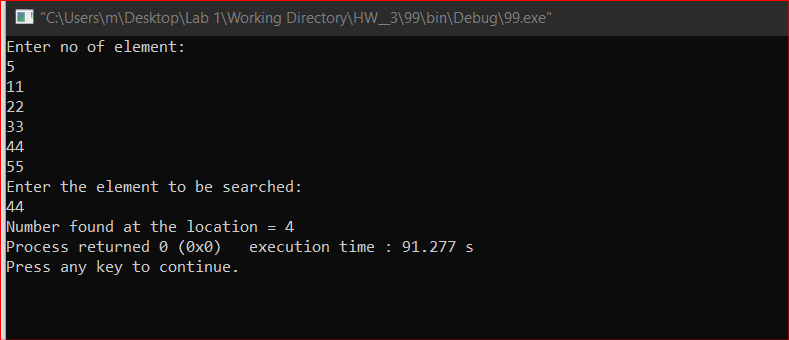 "C:\Users\m\Desktop\Lab 1\Working Directory\HW__3\99\bin\Debug\99.exe"
Enter no of element:
5
11
22
33
44
55
Enter the element to be searched:
44
Number found at the location = 4
Process returned 0 (0x0)   execution time : 91.277 s
Press any key to continue.